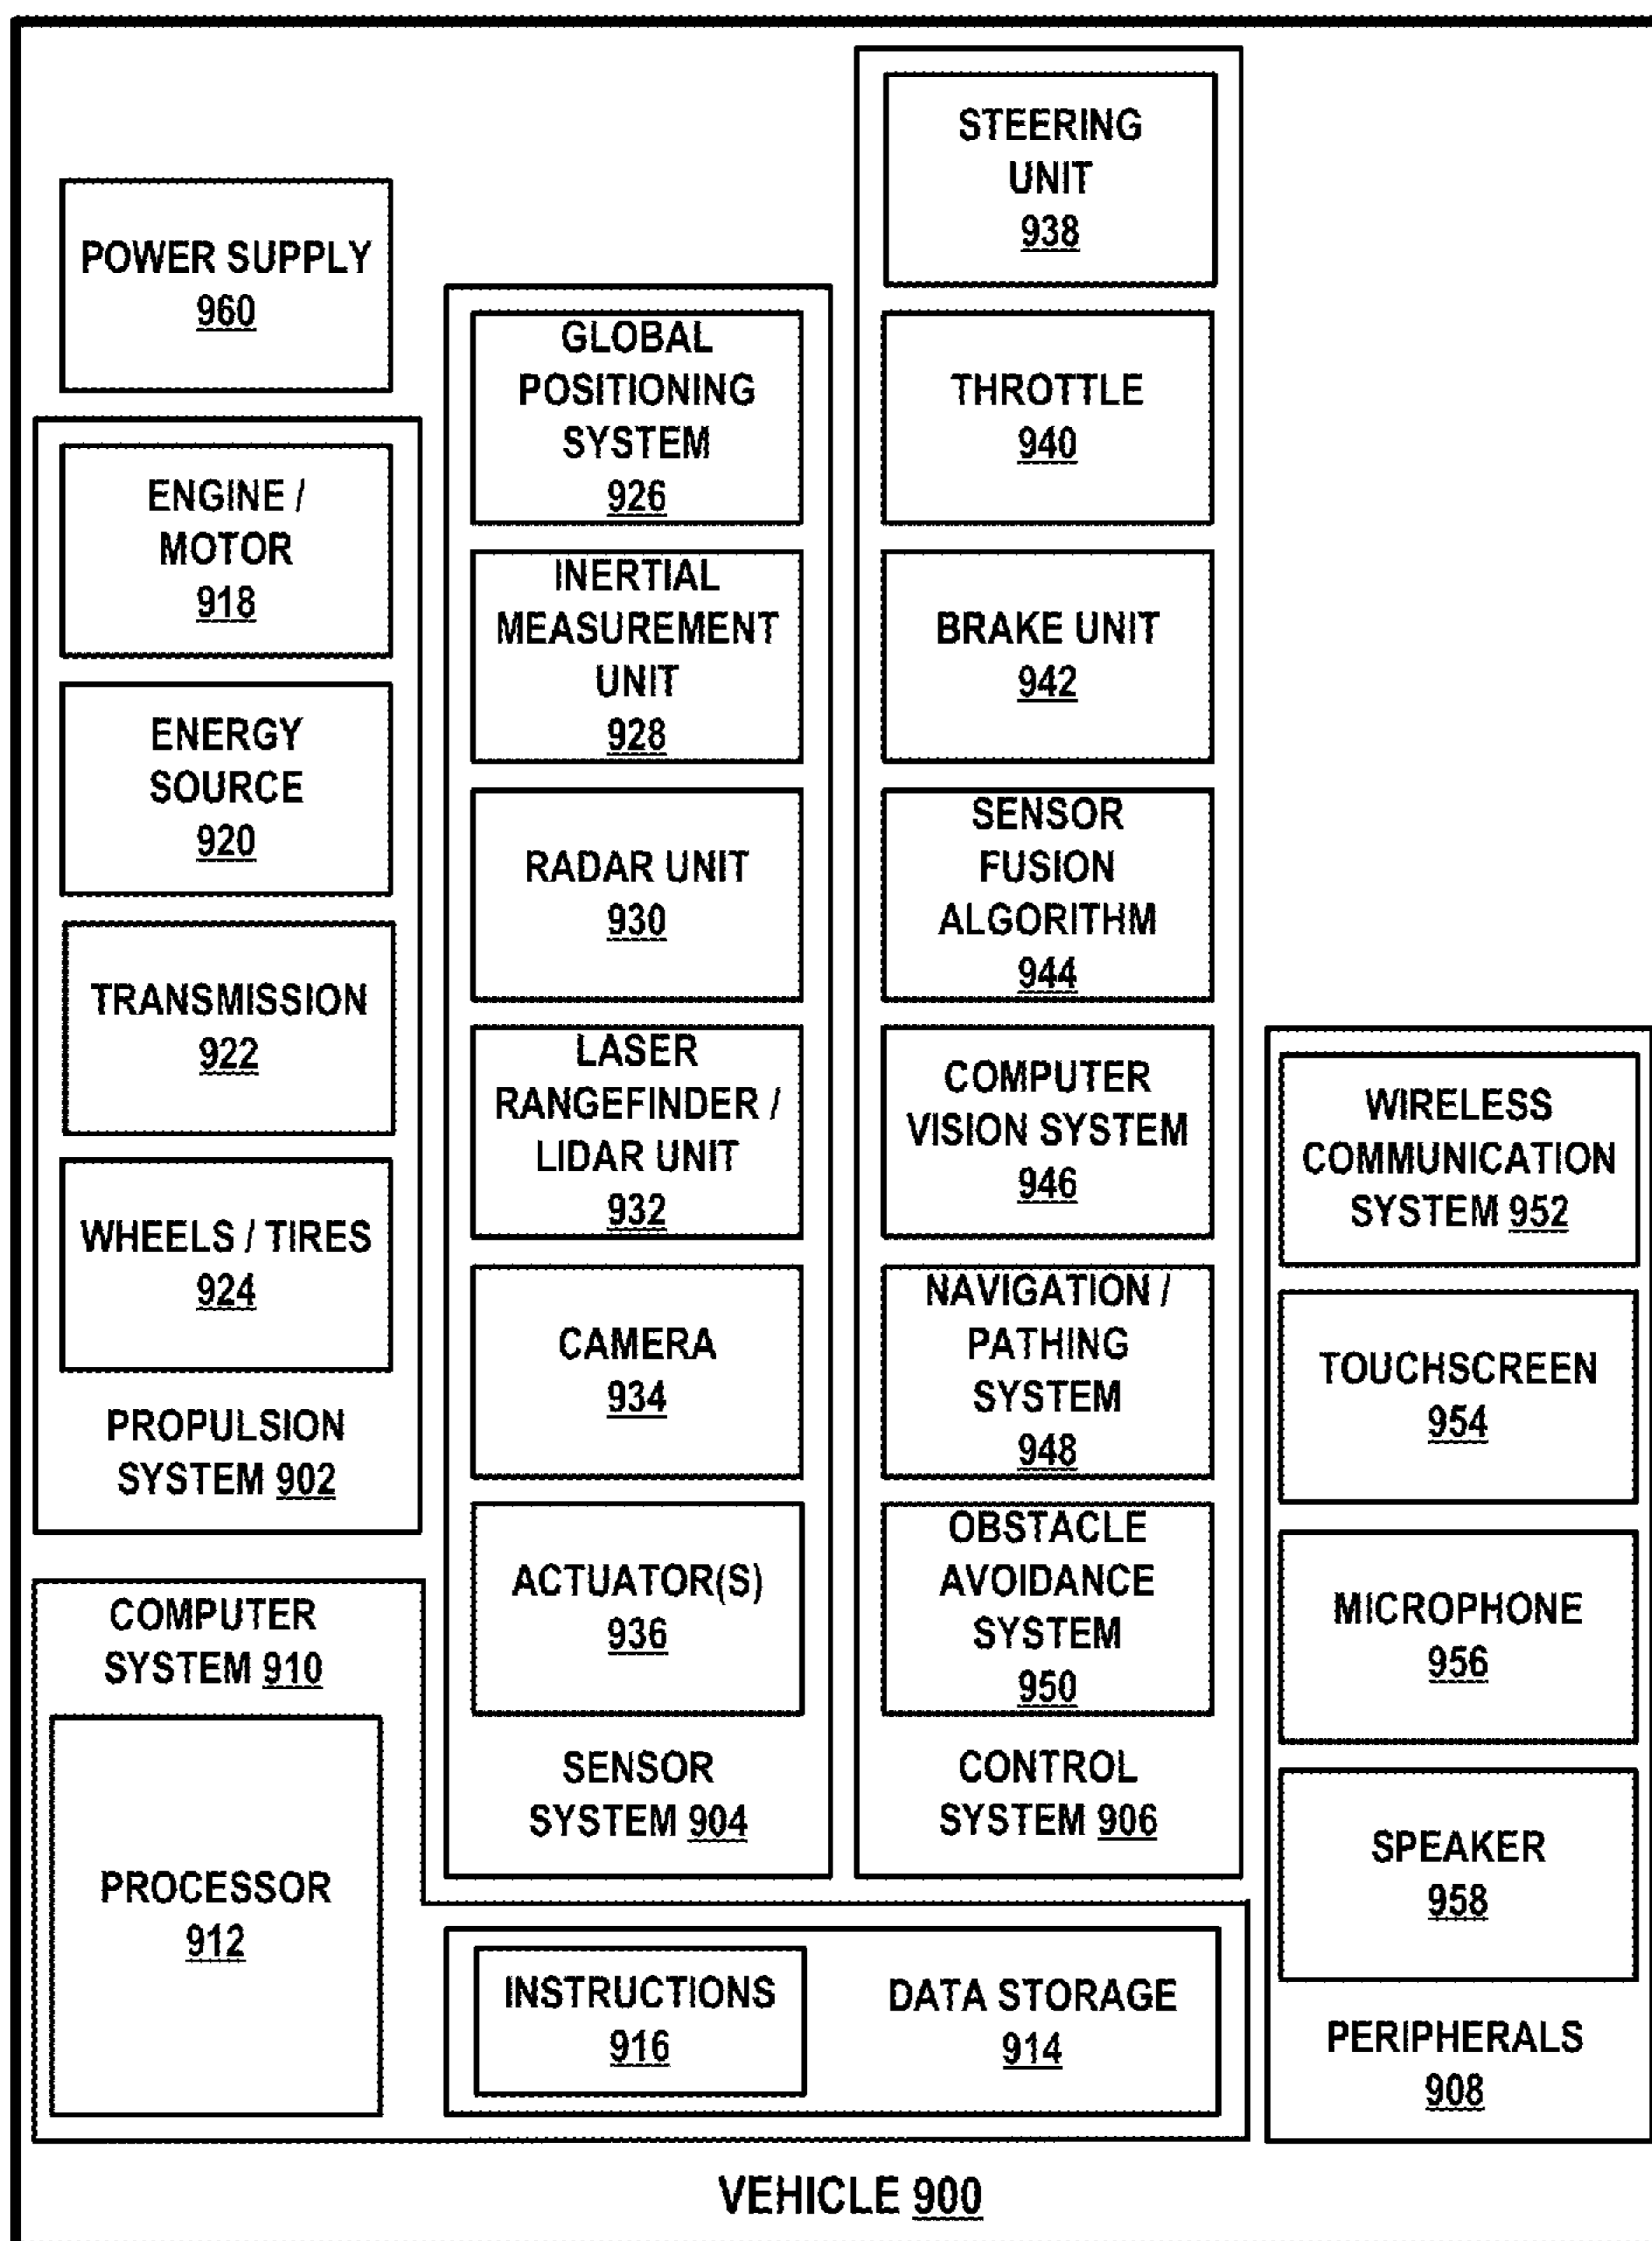 POWER SUPPLY
960
ENGINE /
MOTOR
918
ENERGY
SOURCE
920
TRANSMISSION
922
WHEELS / TIRES
924
PROPULSION
SYSTEM 902
COMPUTER
SYSTEM 910
PROCESSOR
912
GLOBAL
POSITIONING
SYSTEM
926
INERTIAL
MEASUREMENT
UNIT
928
RADAR UNIT
930
LASER
RANGEFINDER /
LIDAR UNIT
932
CAMERA
934
ACTUATOR(S)
936
SENSOR
SYSTEM 904
STEERING
UNIT
938
THROTTLE
940
BRAKE UNIT
942
SENSOR
FUSION
ALGORITHM
944
COMPUTER
VISION SYSTEM
946
NAVIGATION /
PATHING
SYSTEM
948
OBSTACLE
AVOIDANCE
SYSTEM
950
CONTROL
SYSTEM 906
INSTRUCTIONS
916
DATA STORAGE
914
WIRELESS
COMMUNICATION
SYSTEM 952
TOUCHSCREEN
954
MICROPHONE
956
SPEAKER
958
PERIPHERALS
908
VEHICLE 900